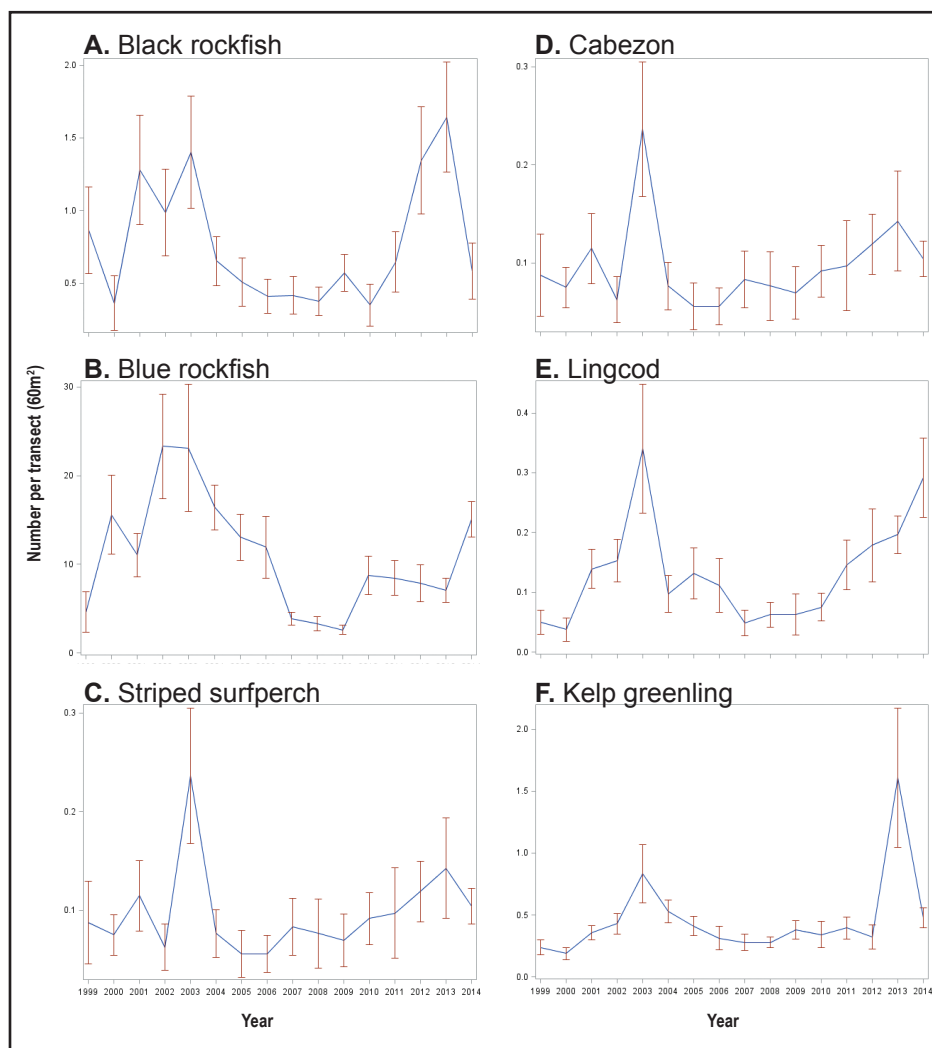 A. Black rockfish
2.0
1.5
1.0
0.5
B. Blue rockfish
30
20
10
0
C. Striped surfperch
0.3
0.2
0.1
1999 2000 2001 2002 2003 2004 2005 2006 2007 2008 2009 2010 2011 2012 2013 2014
Year
Number per transect (60m²)
D. Cabezon
0.3
0.2
0.1
E. Lingcod
0.4
0.3
0.2
0.1
0.0
F. Kelp greenling
2.0
1.5
1.0
0.5
0.0
1999 2000 2001 2002 2003 2004 2005 2006 2007 2008 2009 2010 2011 2012 2013 2014
Year